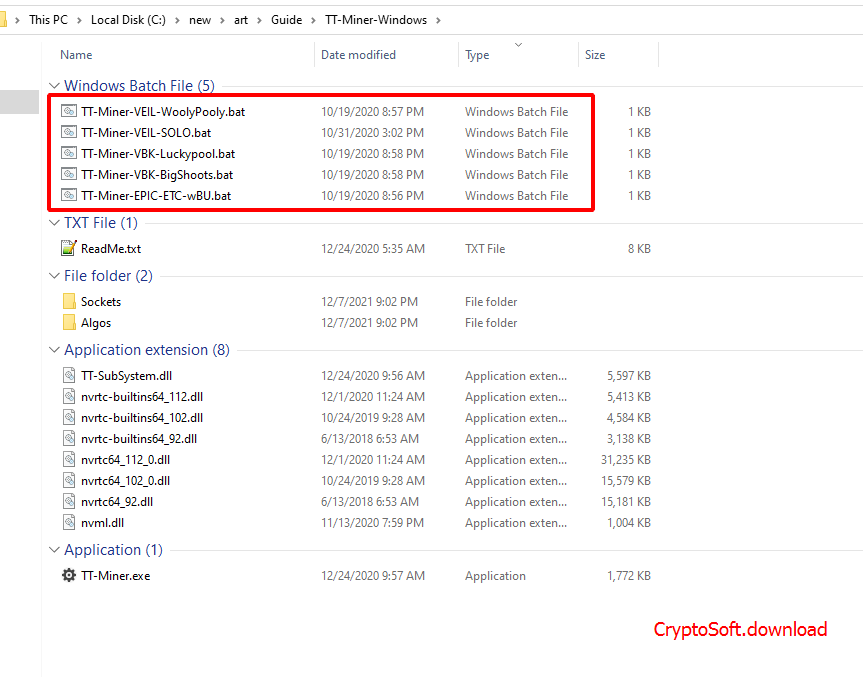 This PC > Local Disk (C:) > new > art > Guide > TT-Miner-Windows >
Name Date modified Type Size
Windows Batch File (5)
TT-Miner-VEIL-WoolyPooly.bat 10/19/2020 8:57 PM Windows Batch File 1 KB
TT-Miner-VEIL-SOLO.bat 10/31/2020 3:02 PM Windows Batch File 1 KB
TT-Miner-VBK-Luckypool.bat 10/19/2020 8:58 PM Windows Batch File 1 KB
TT-Miner-VBK-BigShoots.bat 10/19/2020 8:58 PM Windows Batch File 1 KB
TT-Miner-EPIC-ETC-wBU.bat 10/19/2020 8:56 PM Windows Batch File 1 KB
TXT File (1)
ReadMe.txt 12/24/2020 5:35 AM TXT File 8 KB
File folder (2)
Sockets 12/7/2021 9:02 PM File folder
Algos 12/7/2021 9:02 PM File folder
Application extension (8)
TT-SubSystem.dll 12/24/2020 9:56 AM Application exten... 5,597 KB
nvrtc-builtins64_112.dll 12/1/2020 11:24 AM Application exten... 5,413 KB
nvrtc-builtins64_102.dll 10/24/2019 9:28 AM Application exten... 4,584 KB
nvrtc-builtins64_92.dll 6/13/2018 6:53 AM Application exten... 3,138 KB
nvrtc64_112_0.dll 12/1/2020 11:24 AM Application exten... 31,235 KB
nvrtc64_102_0.dll 10/24/2019 9:28 AM Application exten... 15,579 KB
nvrtc64_92.dll 6/13/2018 6:53 AM Application exten... 15,181 KB
nvml.dll 11/13/2020 7:59 PM Application exten... 1,004 KB
Application (1)
TT-Miner.exe 12/24/2020 9:57 AM Application 1,772 KB
CryptoSoft.download